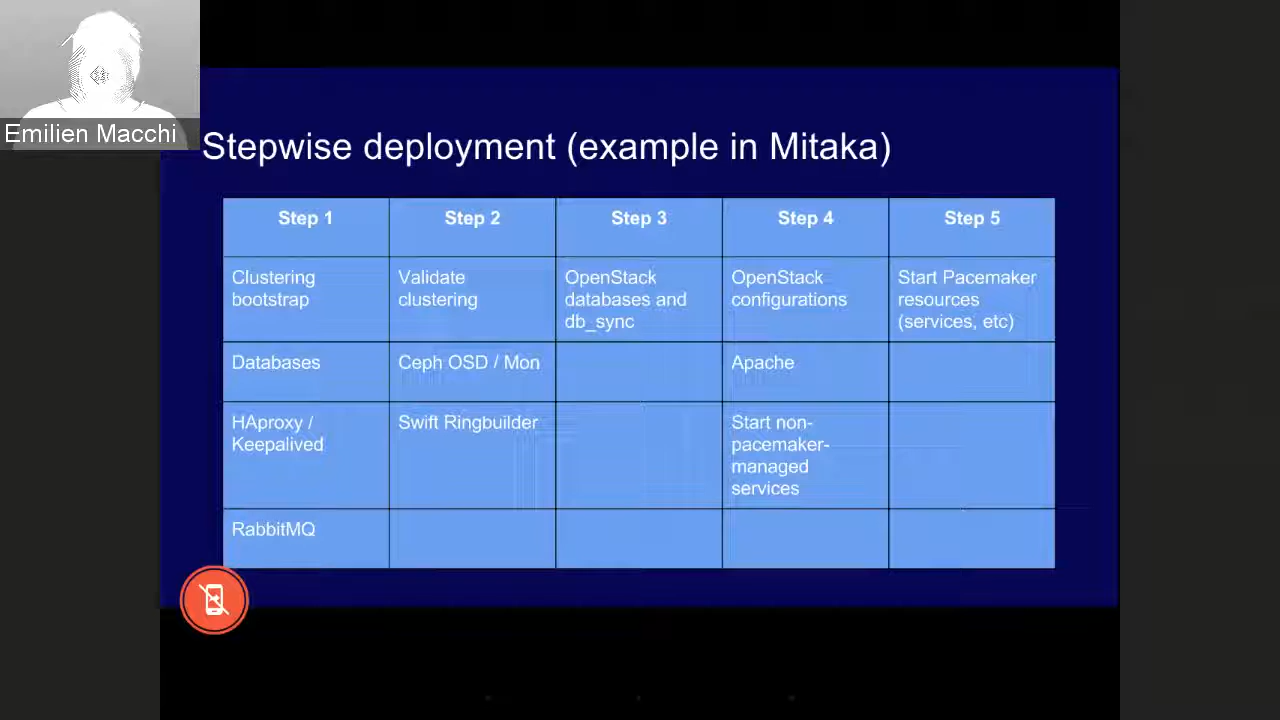 Emilien Macchi
Stepwise deployment (example in Mitaka)
Step 1
Step 2
Step 3
Step 4
Step 5
Clustering
bootstrap
Validate
clustering
OpenStack
databases and
db_sync
OpenStack
configurations
Start Pacemaker
resources
(services, etc)
Databases
Ceph OSD / Mon
Apache
HAproxy /
Keepalived
Swift Ringbuilder
Start non-
pacemaker-
managed
services
RabbitMQ